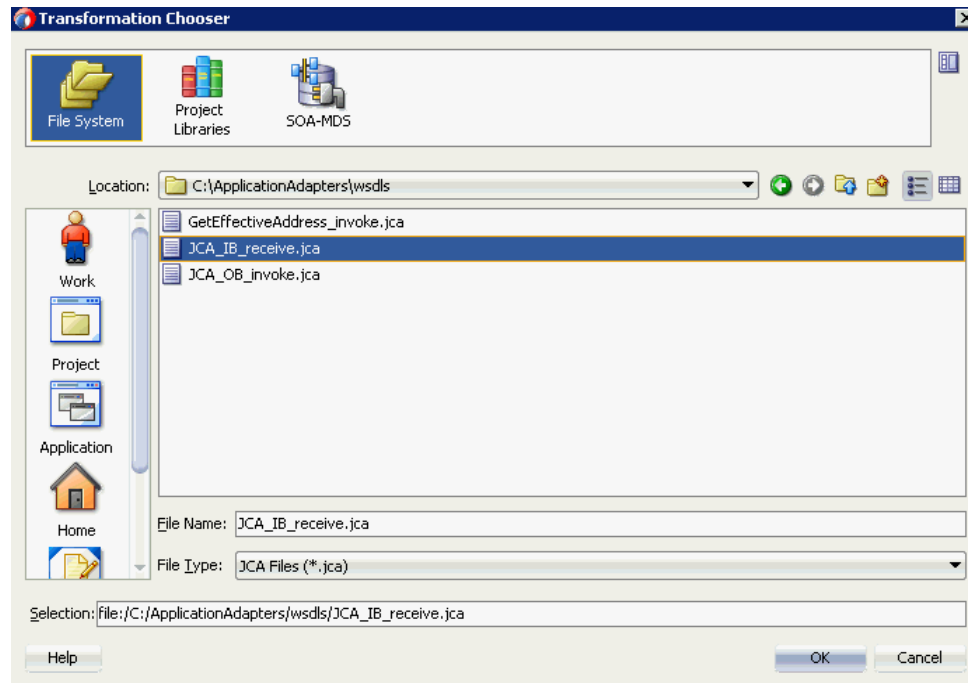 Transformation Chooser
File System
Project
Libraries
SOA-MDS
Location: C:\ApplicationAdapters\wsdls
GetEffectiveAddress_invoke.jca
JCA_IB_receive.jca
JCA_OB_invoke.jca
Work
Project
Application
Home
File Name: JCA_IB_receive.jca
File Type: JCA Files (*.jca)
Selection: file:/C:/ApplicationAdapters/wsdls/JCA_IB_receive.jca
Help OK Cancel